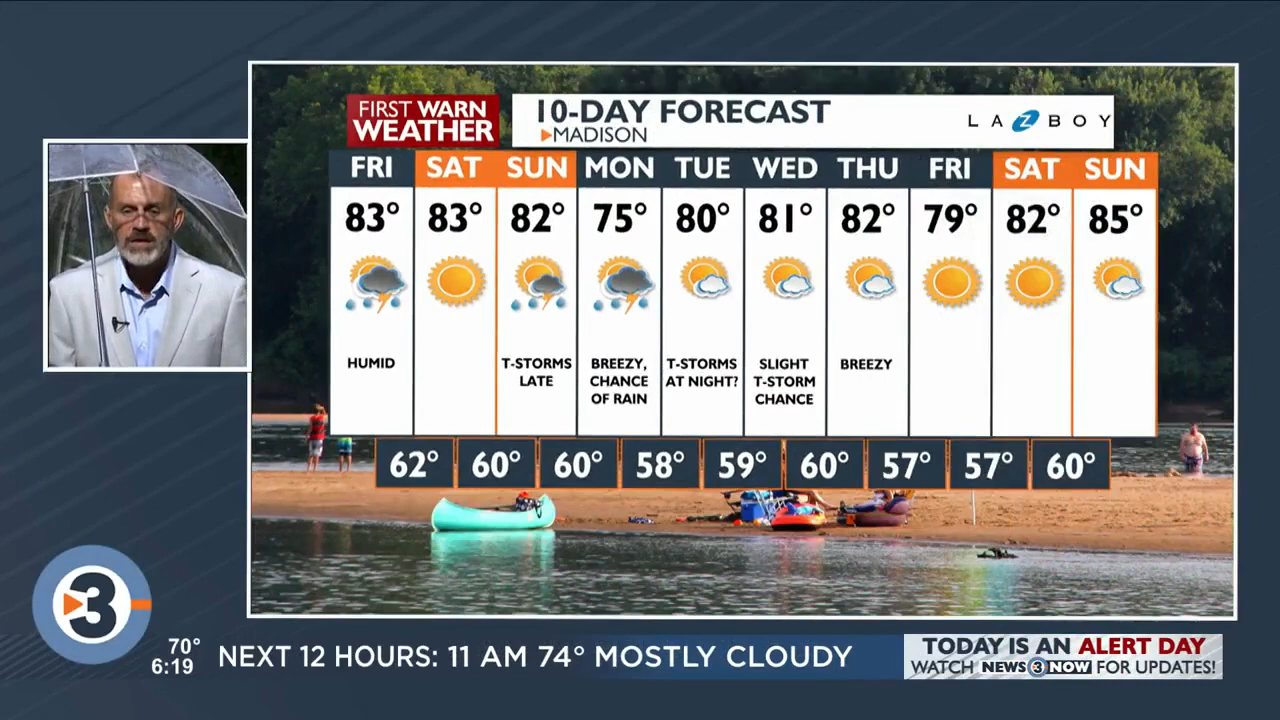 FIRST WARN
WEATHER
10-DAY FORECAST
MADISON
LA Z BOY
FRI SAT SUN MON TUE WED THU FRI SAT SUN
83° 83° 82° 75° 80° 81° 82° 79° 82° 85°
HUMID
T-STORMS
LATE
BREEZY,
CHANCE
OF RAIN
T-STORMS
AT NIGHT?
SLIGHT
T-STORM
CHANCE
BREEZY
62° 60° 60° 58° 59° 60° 57° 57° 60°
3
70°
6:19
NEXT 12 HOURS: 11 AM 74° MOSTLY CLOUDY
TODAY IS AN ALERT DAY
WATCH NEWS 3 NOW FOR UPDATES!